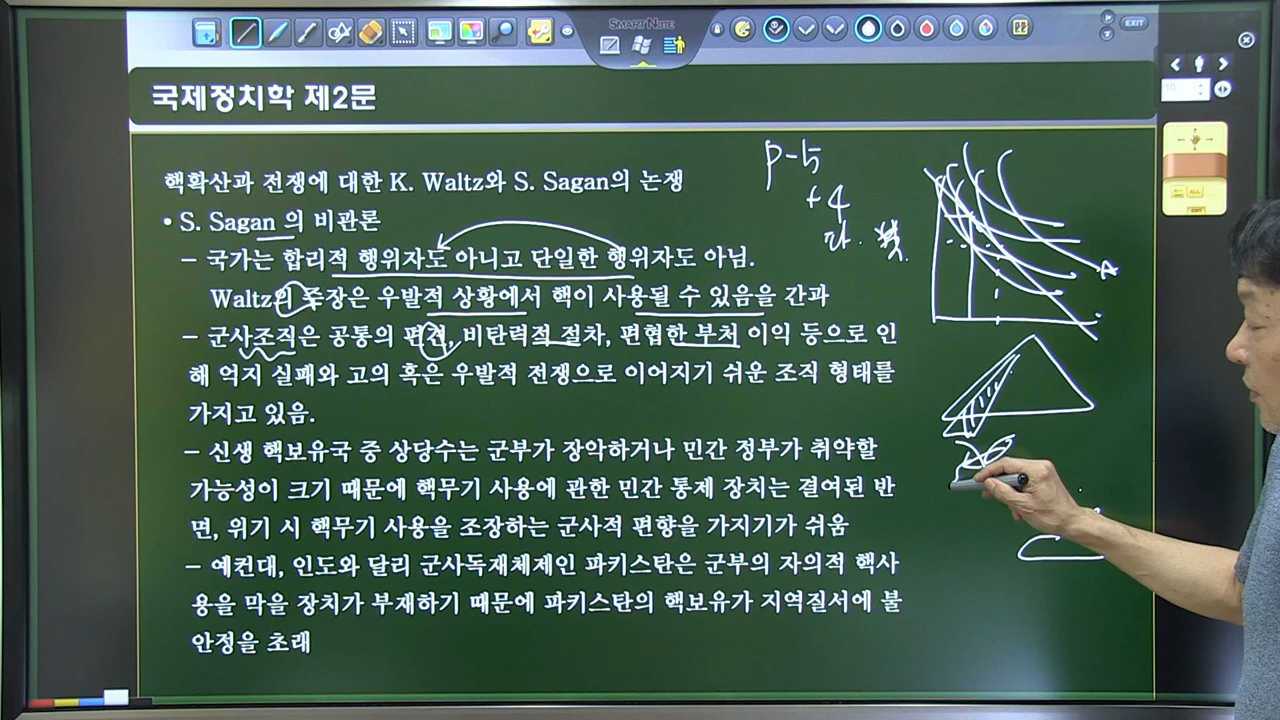 SMART NOTE
EXIT
국제정치학 제2문
10
ALL
EXIT
핵확산과 전쟁에 대한 K. Waltz와 S. Sagan의 논쟁
• S. Sagan 의 비관론
– 국가는 합리적 행위자도 아니고 단일한 행위자도 아님.
Waltz의 주장은 우발적 상황에서 핵이 사용될 수 있음을 간과
– 군사조직은 공통의 편견, 비탄력적 절차, 편협한 부처 이익 등으로 인
해 억지 실패와 고의 혹은 우발적 전쟁으로 이어지기 쉬운 조직 형태를
가지고 있음.
– 신생 핵보유국 중 상당수는 군부가 장악하거나 민간 정부가 취약할
가능성이 크기 때문에 핵무기 사용에 관한 민간 통제 장치는 결여된 반
면, 위기 시 핵무기 사용을 조장하는 군사적 편향을 가지기가 쉬움
– 예컨대, 인도와 달리 군사독재체제인 파키스탄은 군부의 자의적 핵사
용을 막을 장치가 부재하기 때문에 파키스탄의 핵보유가 지역질서에 불
안정을 초래
P-5
+4